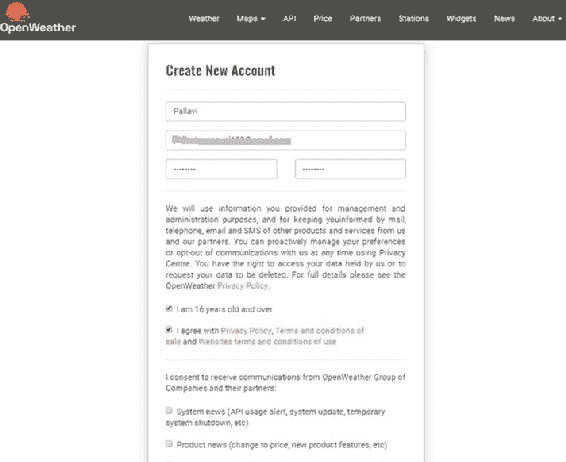 OpenWeather
Weather Maps API Price Partners Stations Widgets News About
Create New Account
Pallavi
We will use information you provided for management and
administration purposes, and for keeping youinformed by mail,
telephone, email and SMS of other products and services from us
and our partners. You can proactively manage your preferences
or opt-out of communications with us at any time using Privacy
Centre. You have the right to access your data held by us or to
request your data to be deleted. For full details please see the
OpenWeather Privacy Policy.
I am 16 years old and over
I agree with Privacy Policy, Terms and conditions of
sale and Websites terms and conditions of use
I consent to receive communications from OpenWeather Group of
Companies and their partners:
System news (API usage alert, system update, temporary
system shutdown, etc)
Product news (change to price, new product features, etc)